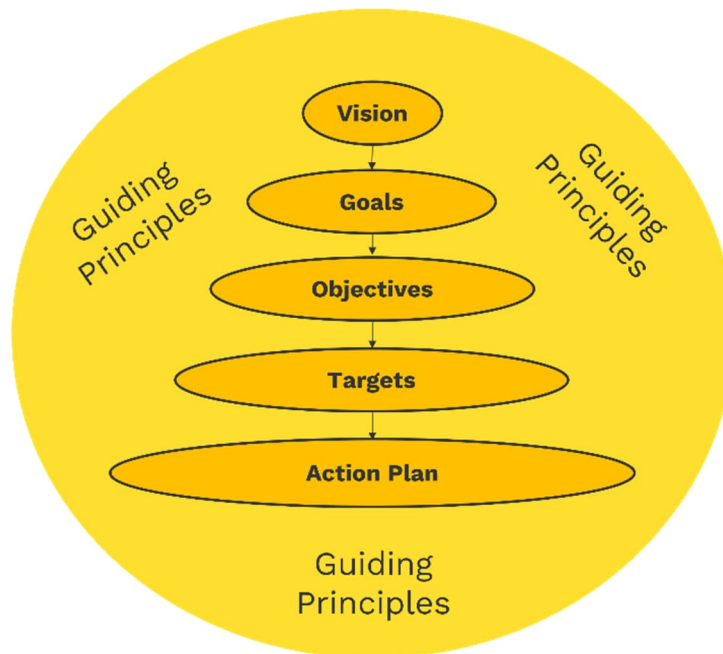 Vision
Guiding
Principles
Guiding
Principles
Goals
Objectives
Targets
Action Plan
Guiding
Principles